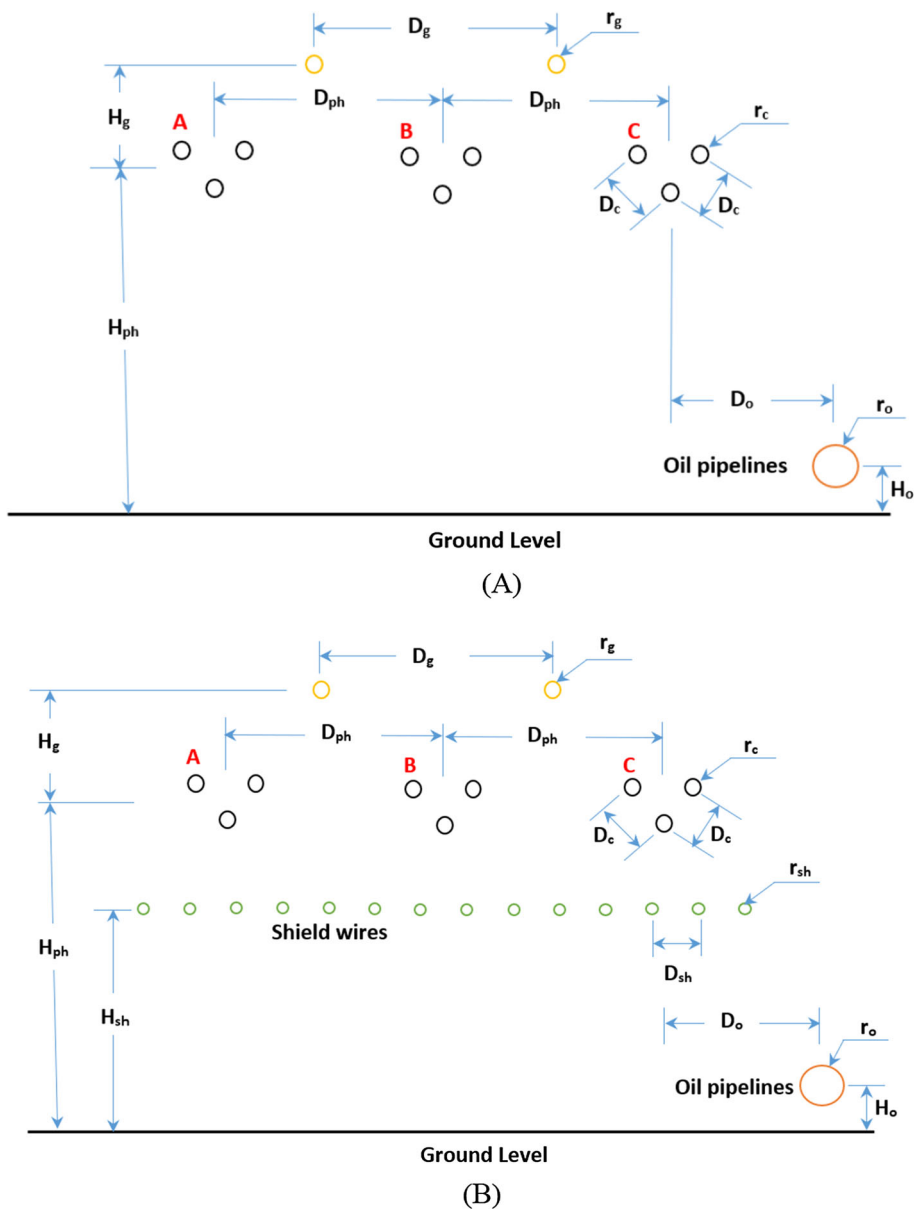 Dg
rg
Hg
Dph
Dph
A
B
C
rc
Dc
Dc
Hph
Do
ro
Oil pipelines
Ho
Ground Level
(A)
Dg
rg
Hg
Dph
Dph
A
B
C
rc
Dc
Dc
rsh
Shield wires
Hph
Dsh
Hsh
Do
ro
Oil pipelines
Ho
Ground Level
(B)